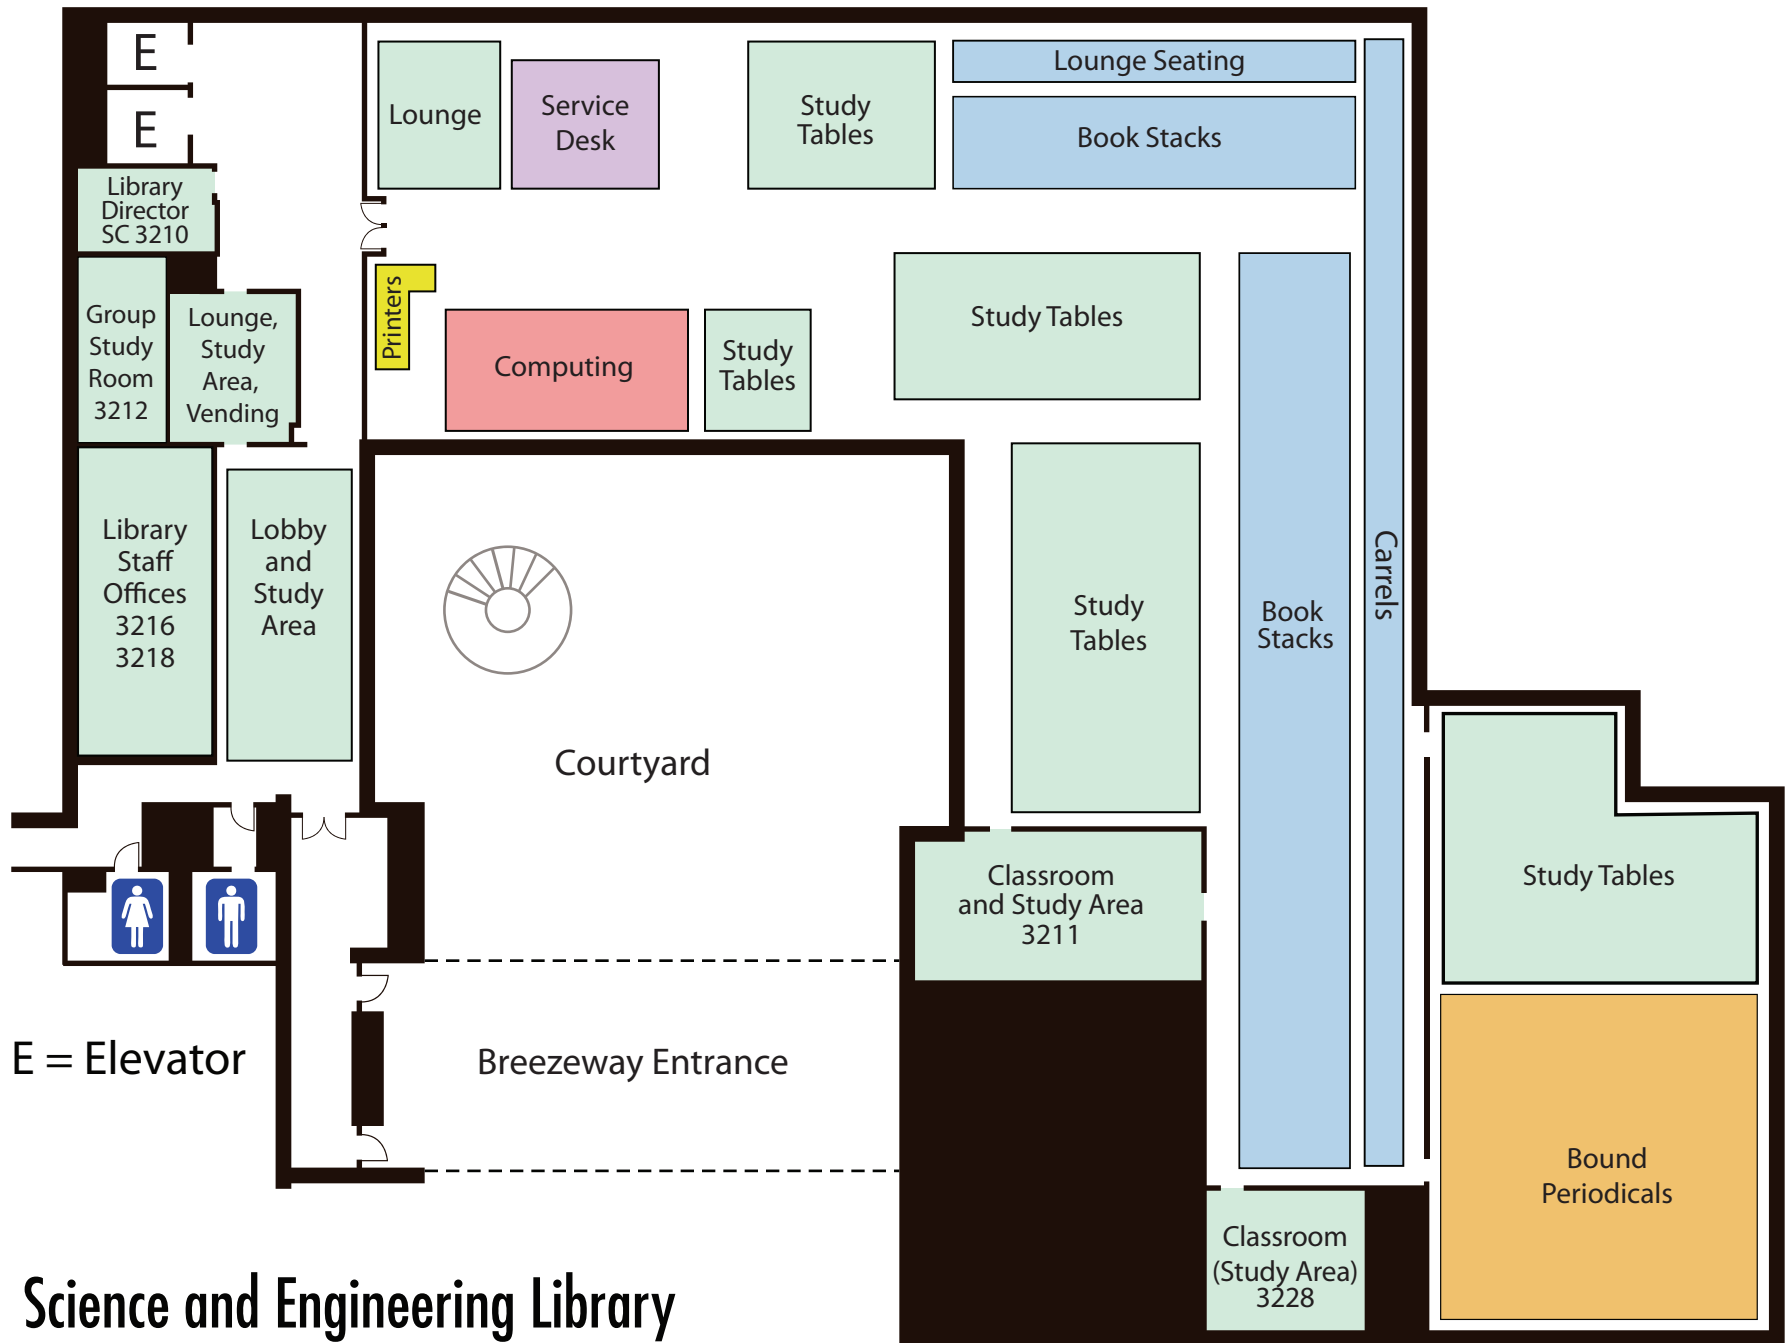 E
E
Library
Director
SC 3210
Group
Study
Room
3212
Lounge,
Study
Area,
Vending
Library
Staff
Offices
3216
3218
Lobby
and
Study
Area
Lounge
Service
Desk
Study
Tables
Lounge Seating
Book Stacks
Printers
Computing
Study
Tables
Study Tables
Study
Tables
Book
Stacks
Carrels
Courtyard
Classroom
and Study Area
3211
Study Tables
Breezeway Entrance
Bound
Periodicals
Classroom
(Study Area)
3228
E = Elevator
Science and Engineering Library